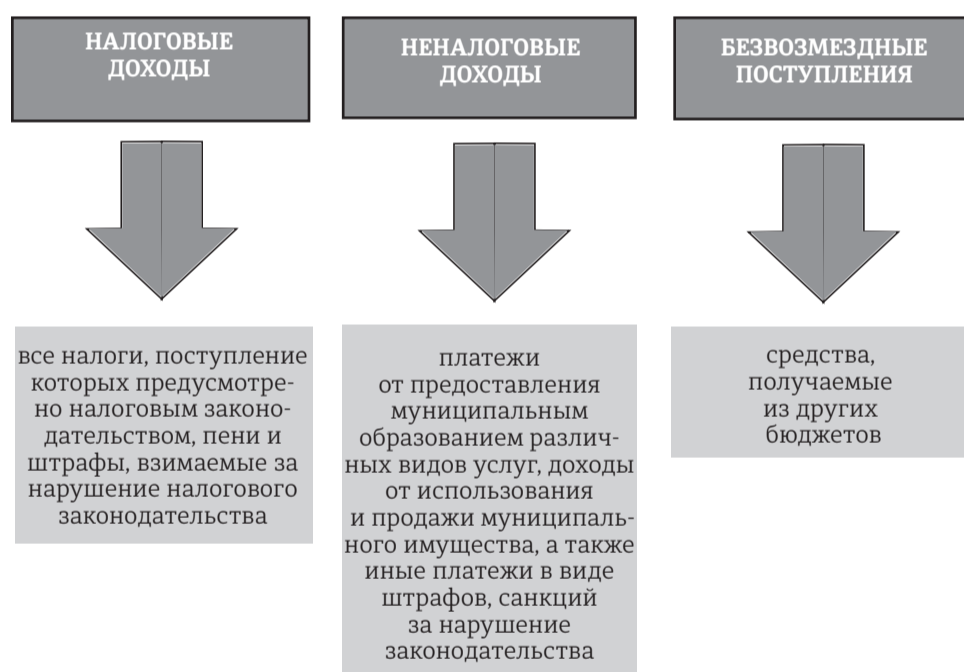 НАЛОГОВЫЕ
ДОХОДЫ
НЕНАЛОГОВЫЕ
ДОХОДЫ
БЕЗВОЗМЕЗДНЫЕ
ПОСТУПЛЕНИЯ
все налоги, поступление
которых предусмотре-
но налоговым законо-
дательством, пени и
штрафы, взимаемые за
нарушение налогового
законодательства
платежи
от предоставления
муниципальным
образованием различ-
ных видов услуг, доходы
от использования
и продажи муниципаль-
ного имущества, а также
иные платежи в виде
штрафов, санкций
за нарушение
законодательства
средства,
получаемые
из других
бюджетов